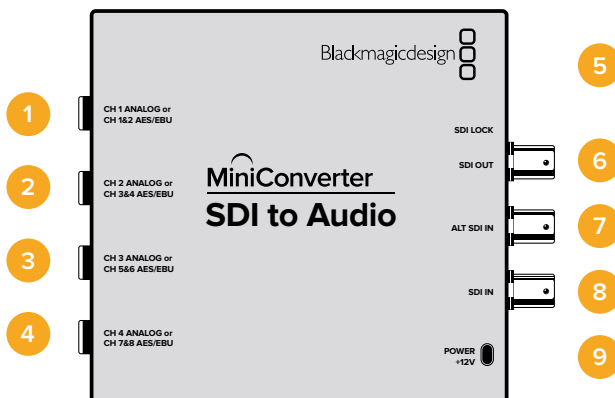 Blackmagicdesign
5
1
CH 1 ANALOG or
CH 1&2 AES/EBU
SDI LOCK
SDI OUT
6
2
CH 2 ANALOG or
CH 3&4 AES/EBU
MiniConverter
SDI to Audio
ALT SDI IN
7
3
CH 3 ANALOG or
CH 5&6 AES/EBU
SDI IN
8
4
CH 4 ANALOG or
CH 7&8 AES/EBU
POWER
+12V
9